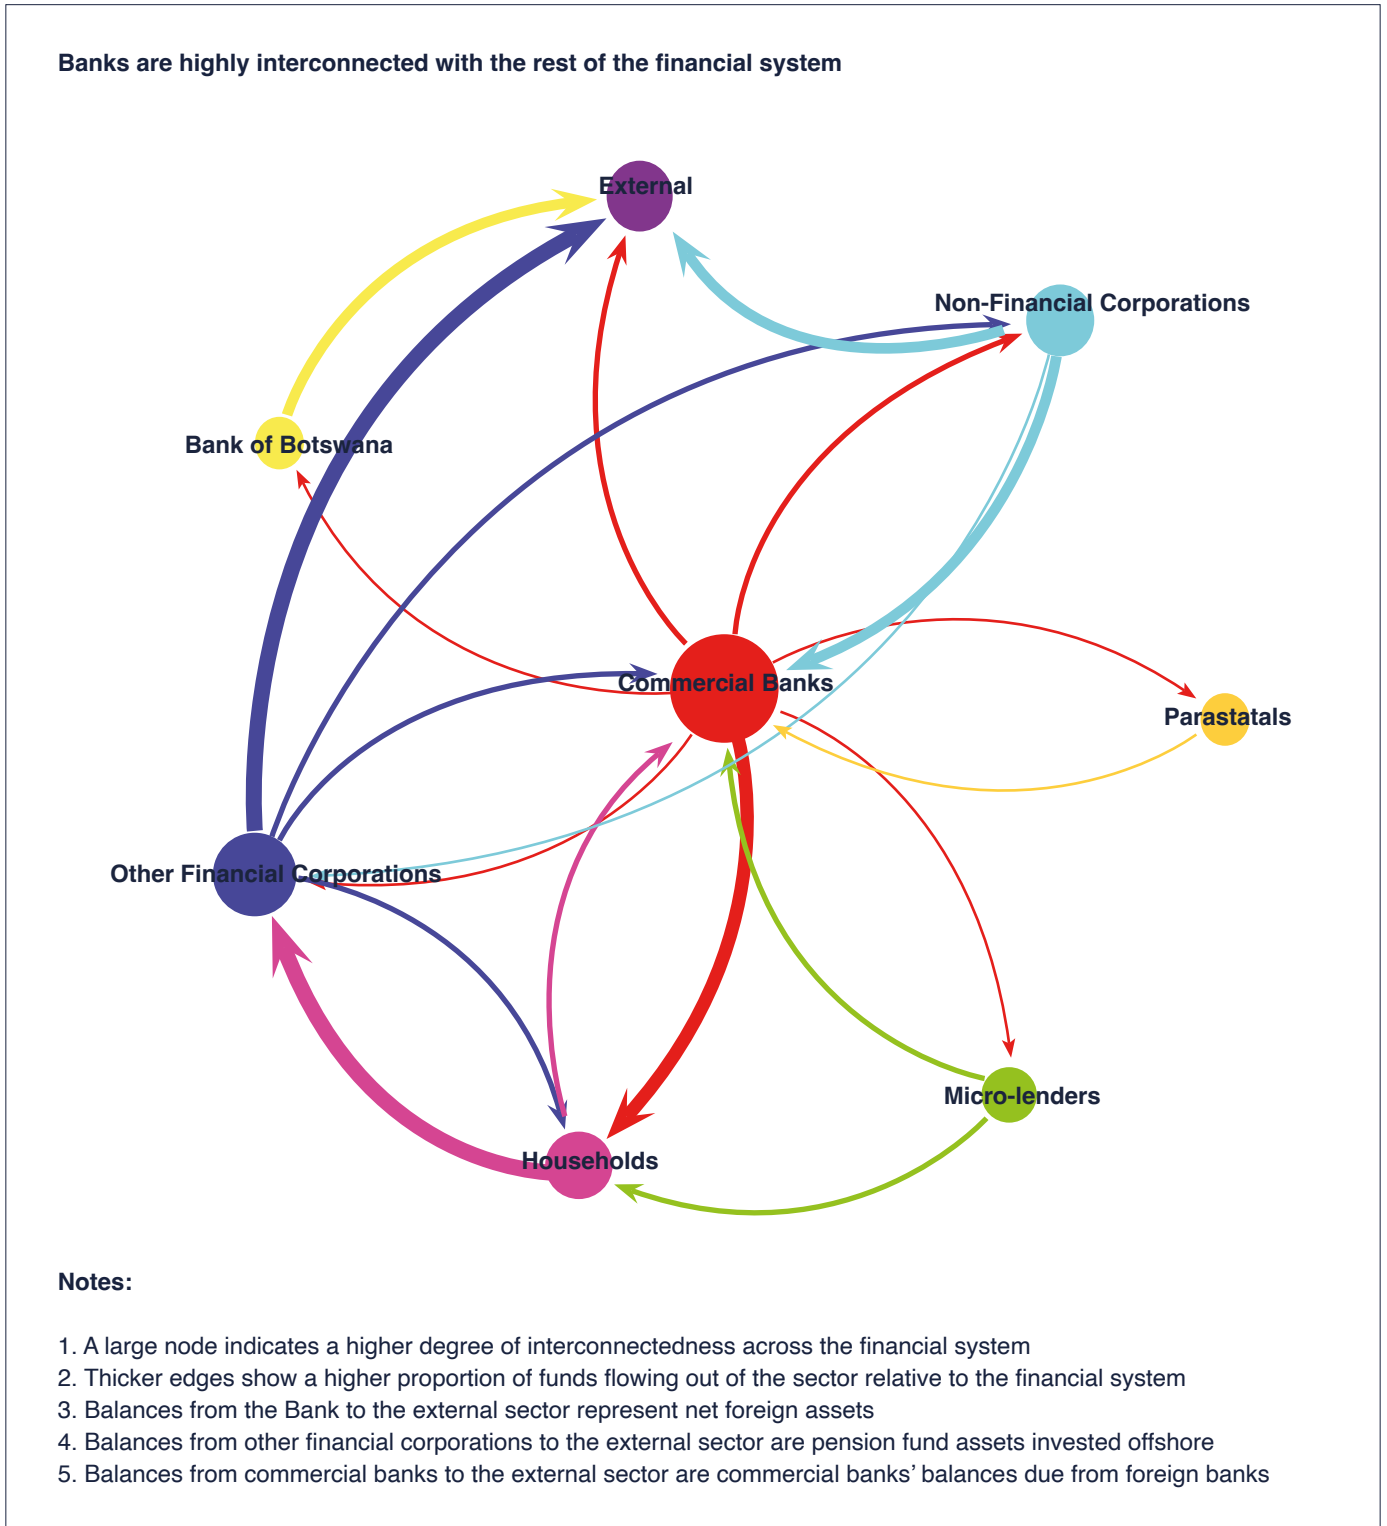 Banks are highly interconnected with the rest of the financial system
External
Non-Financial Corporations
Bank of Botswana
Commercial Banks
Parastatals
Other Financial Corporations
Micro-lenders
Households
Notes:
1. A large node indicates a higher degree of interconnectedness across the financial system
2. Thicker edges show a higher proportion of funds flowing out of the sector relative to the financial system
3. Balances from the Bank to the external sector represent net foreign assets
4. Balances from other financial corporations to the external sector are pension fund assets invested offshore
5. Balances from commercial banks to the external sector are commercial banks’ balances due from foreign banks